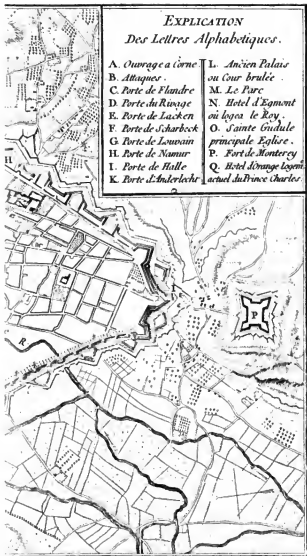 EXPLICATION
Des Lettres Alphabetiques.
A. Ouvrage a Corne
B. Attaques.
C. Porte de Flandre
D. Porte du Rivage
E. Porte de Lacken
F. Porte de Scharbeck
G. Porte de Louvain
H. Porte de Namur
I. Porte de Halle
K. Porte d'Anderlecht
L. Ancien Palais
ou Cour brulée.
M. Le Parc
N. Hotel d'Egmont
où logea le Roy.
O. Sainte Gudule
principale Eglise.
P. Fort de Monterey
Q. Hotel d'Orange logem.
actuel du Prince Charles.
H
R